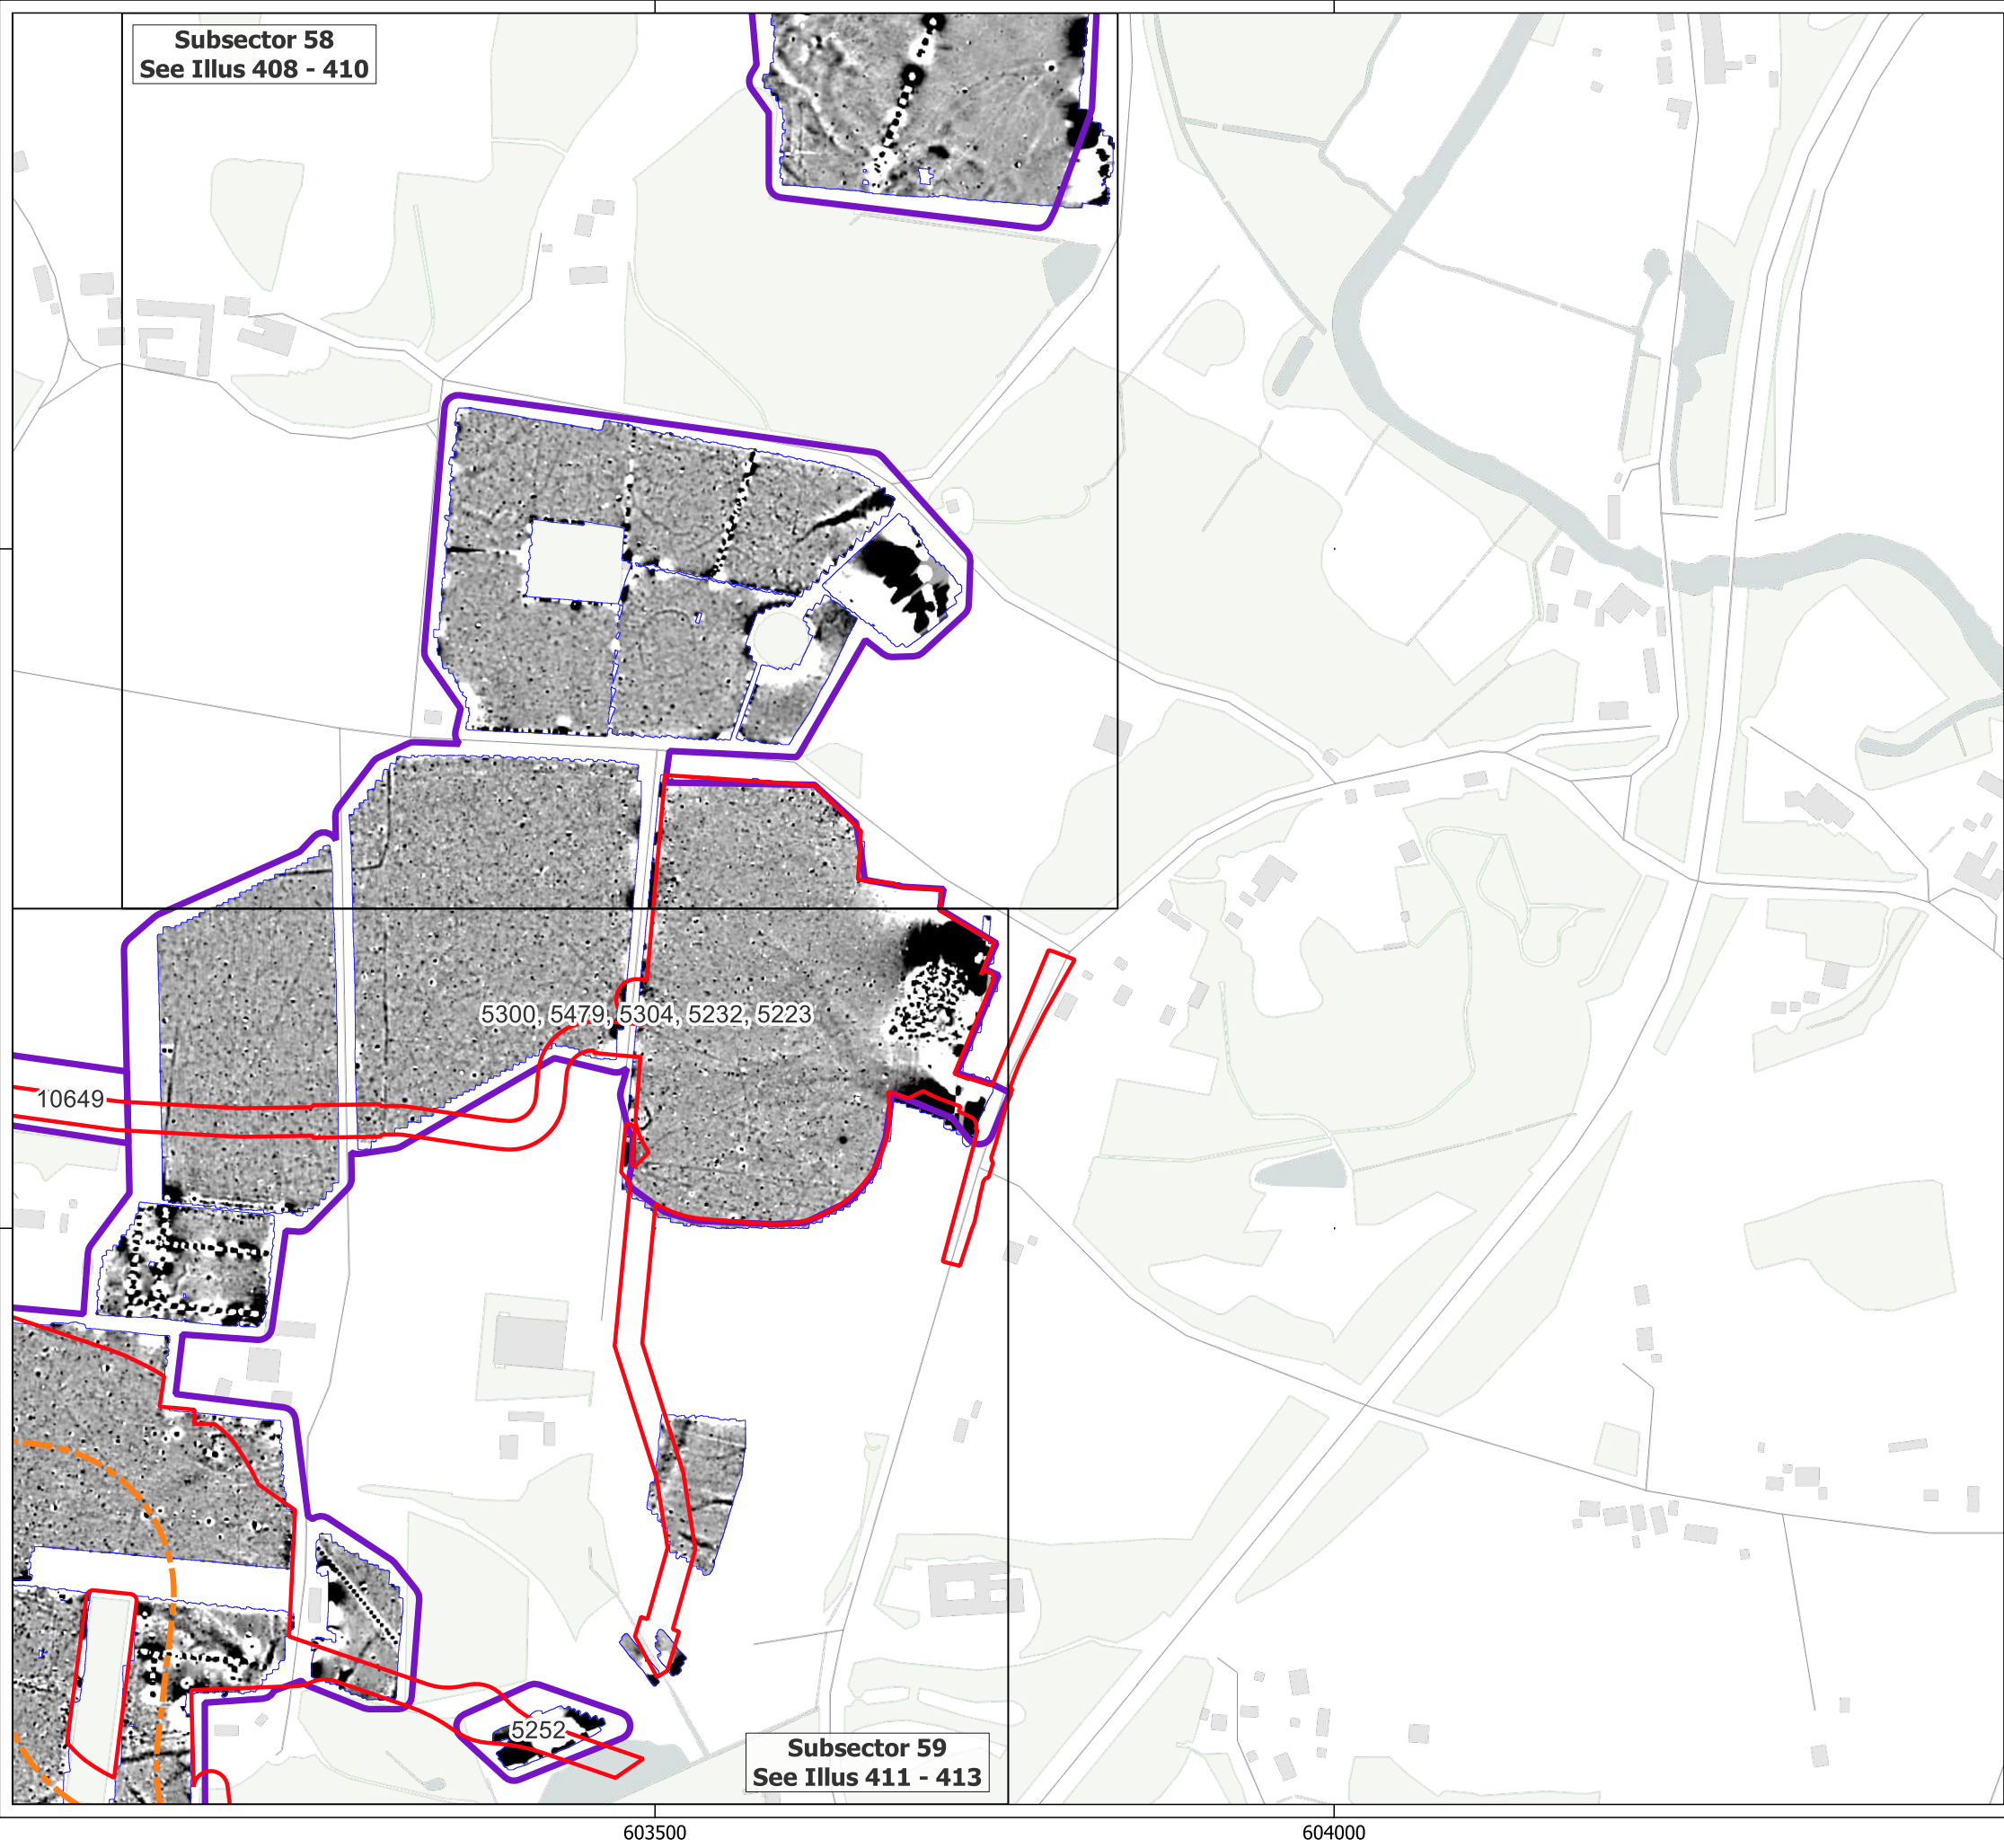 Subsector 58
See Illus 408 - 410
5300, 5479, 5304, 5232, 5223
10649
5252
Subsector 59
See Illus 411 - 413
603500
604000